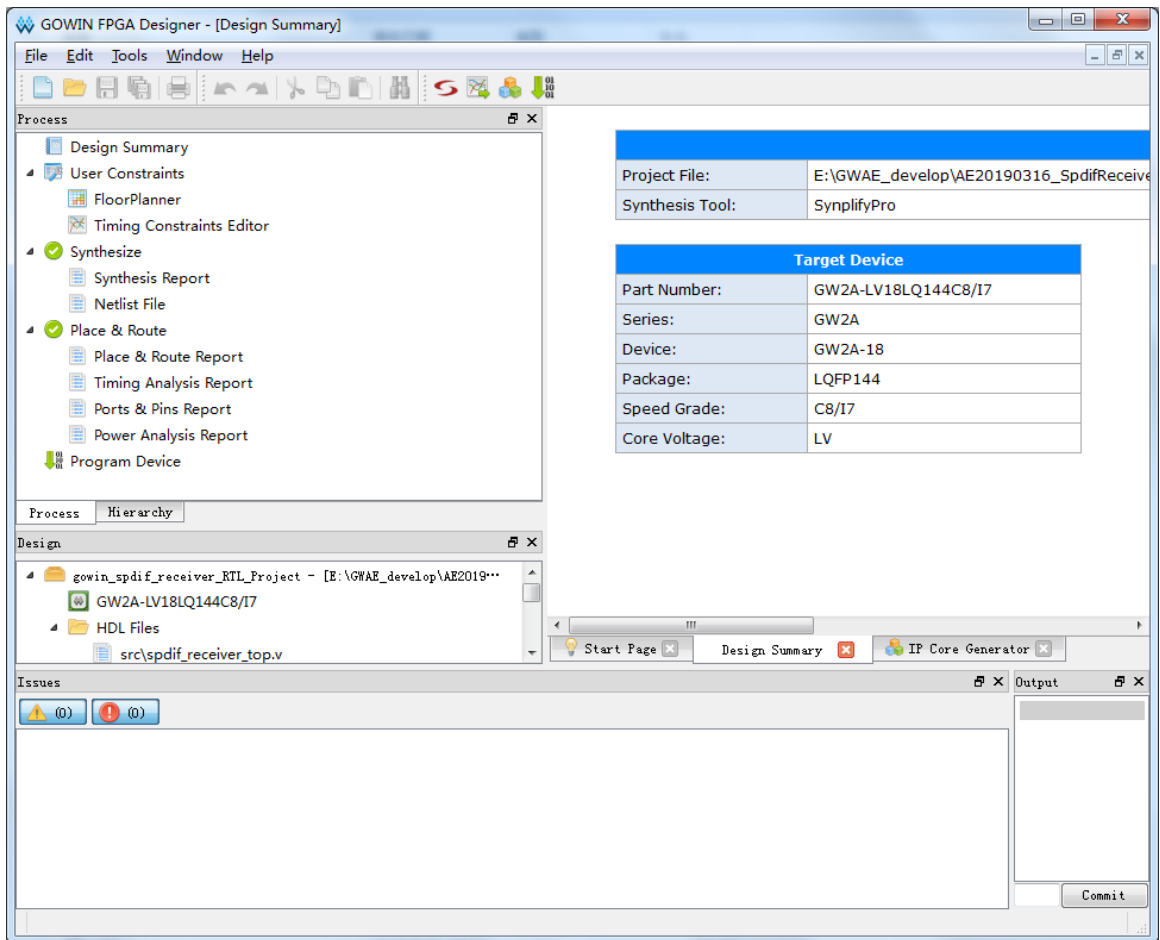 GOWIN FPGA Designer - [Design Summary]
File Edit Tools Window Help
Process
Design Summary
User Constraints
FloorPlanner
Timing Constraints Editor
Synthesize
Synthesis Report
Netlist File
Place & Route
Place & Route Report
Timing Analysis Report
Ports & Pins Report
Power Analysis Report
Program Device
Process Hierarchy
Project File: E:\GWAE_develop\AE20190316_SpdifReceive
Synthesis Tool: SynplifyPro
Target Device
Part Number: GW2A-LV18LQ144C8/I7
Series: GW2A
Device: GW2A-18
Package: LQFP144
Speed Grade: C8/I7
Core Voltage: LV
Design
gowin_spdif_receiver_RTL_Project - [E:\GWAE_develop\AE2019...
GW2A-LV18LQ144C8/I7
HDL Files
src\spdif_receiver_top.v
Start Page Design Summary IP Core Generator
Issues
(0) (0)
Output
Commit